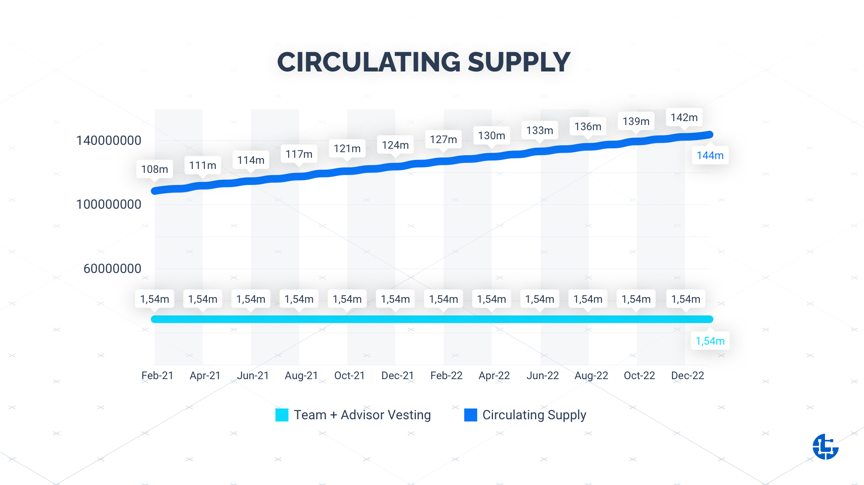 CIRCULATING SUPPLY
140000000
100000000
60000000
108m 111m 114m 117m 121m 124m 127m 130m 133m 136m 139m 142m
144m
1,54m 1,54m 1,54m 1,54m 1,54m 1,54m 1,54m 1,54m 1,54m 1,54m 1,54m 1,54m
1,54m
Feb-21 Apr-21 Jun-21 Aug-21 Oct-21 Dec-21 Feb-22 Apr-22 Jun-22 Aug-22 Oct-22 Dec-22
Team + Advisor Vesting Circulating Supply